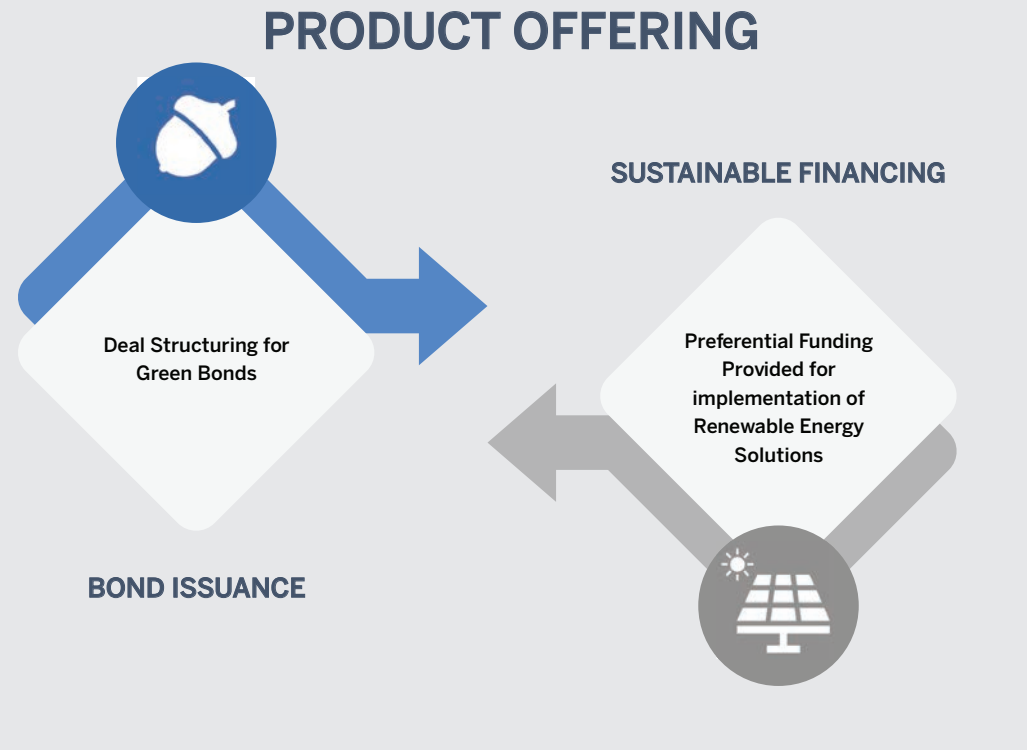 PRODUCT OFFERING
Deal Structuring for
Green Bonds
BOND ISSUANCE
SUSTAINABLE FINANCING
Preferential Funding
Provided for
implementation of
Renewable Energy
Solutions